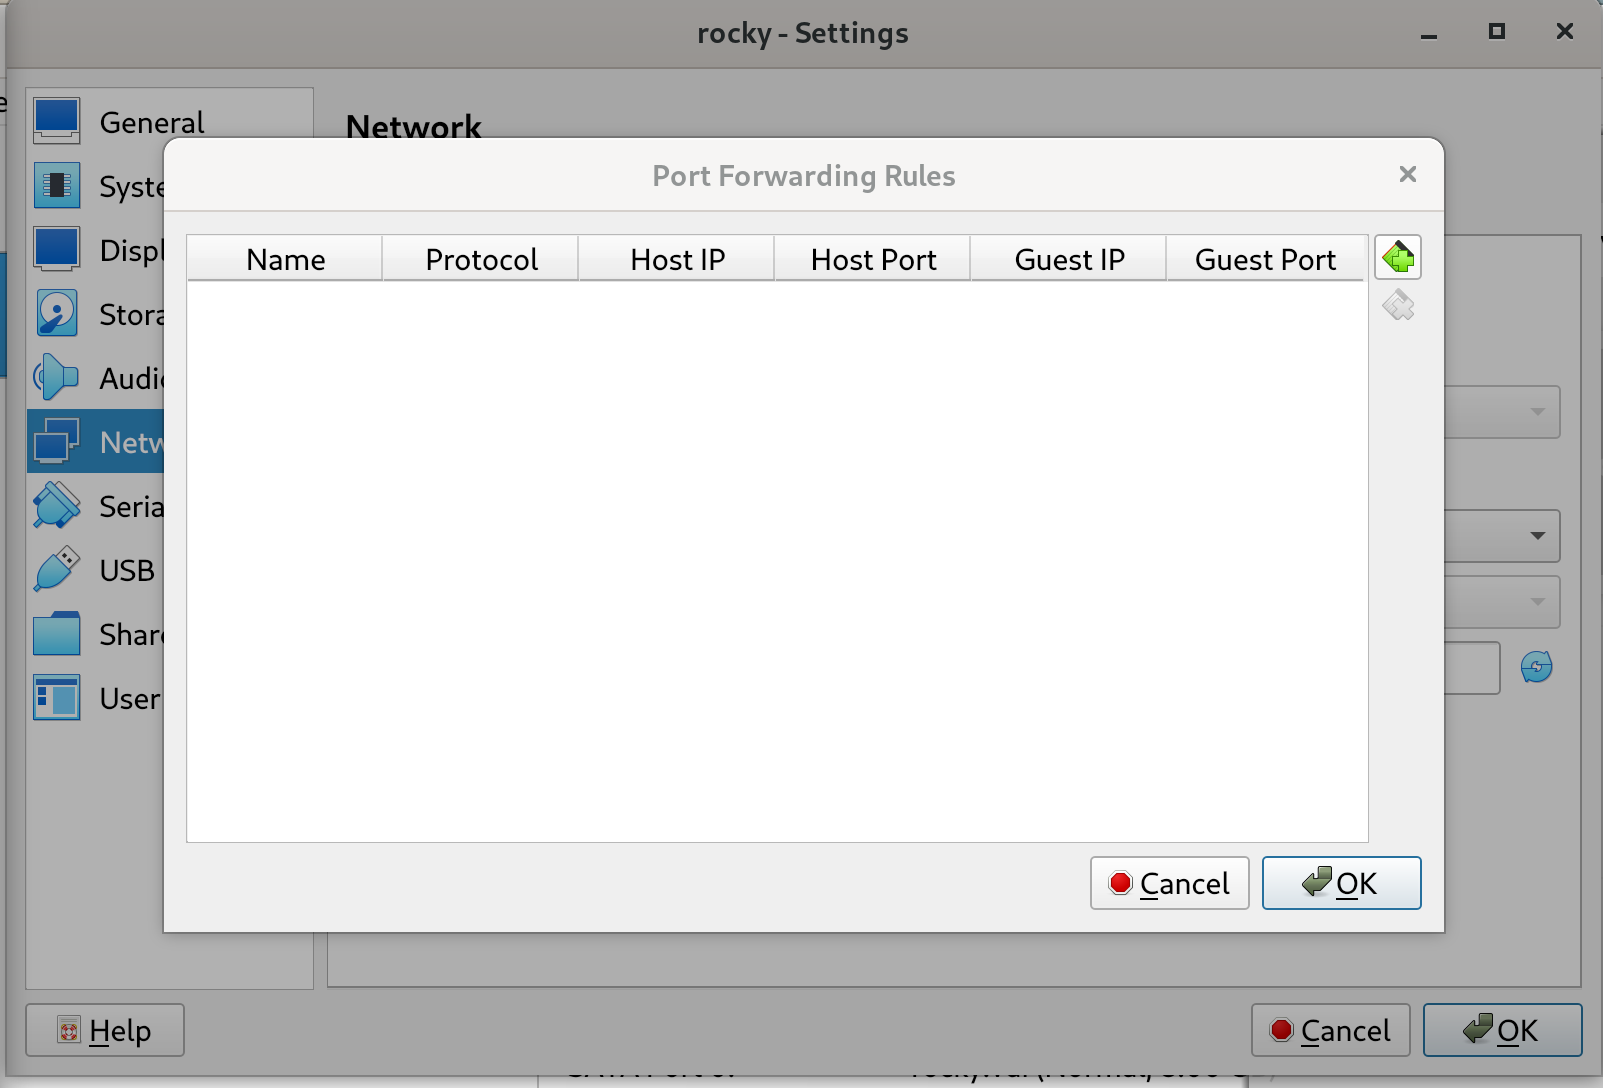 rocky - Settings
General
Network
Syste
Displ
Stora
Audio
Netw
Seria
USB
Share
User
Port Forwarding Rules
Name Protocol Host IP Host Port Guest IP Guest Port
Cancel OK
Help Cancel OK